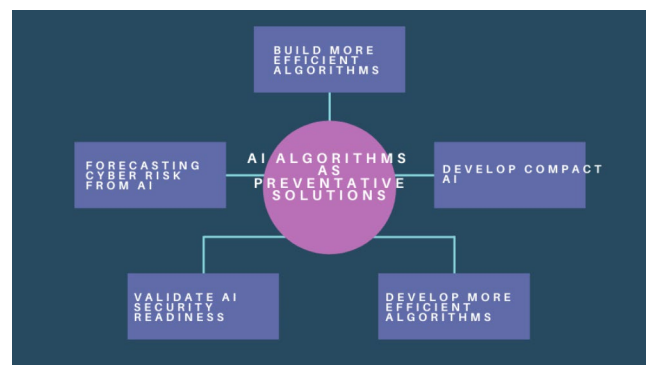 BUILD MORE
EFFICIENT
ALGORITHMS
AI ALGORITHMS
AS
PREVENTATIVE
SOLUTIONS
FORECASTING
CYBER RISK
FROM AI
DEVELOP COMPACT
AI
VALIDATE AI
SECURITY
READINESS
DEVELOP MORE
EFFICIENT
ALGORITHMS